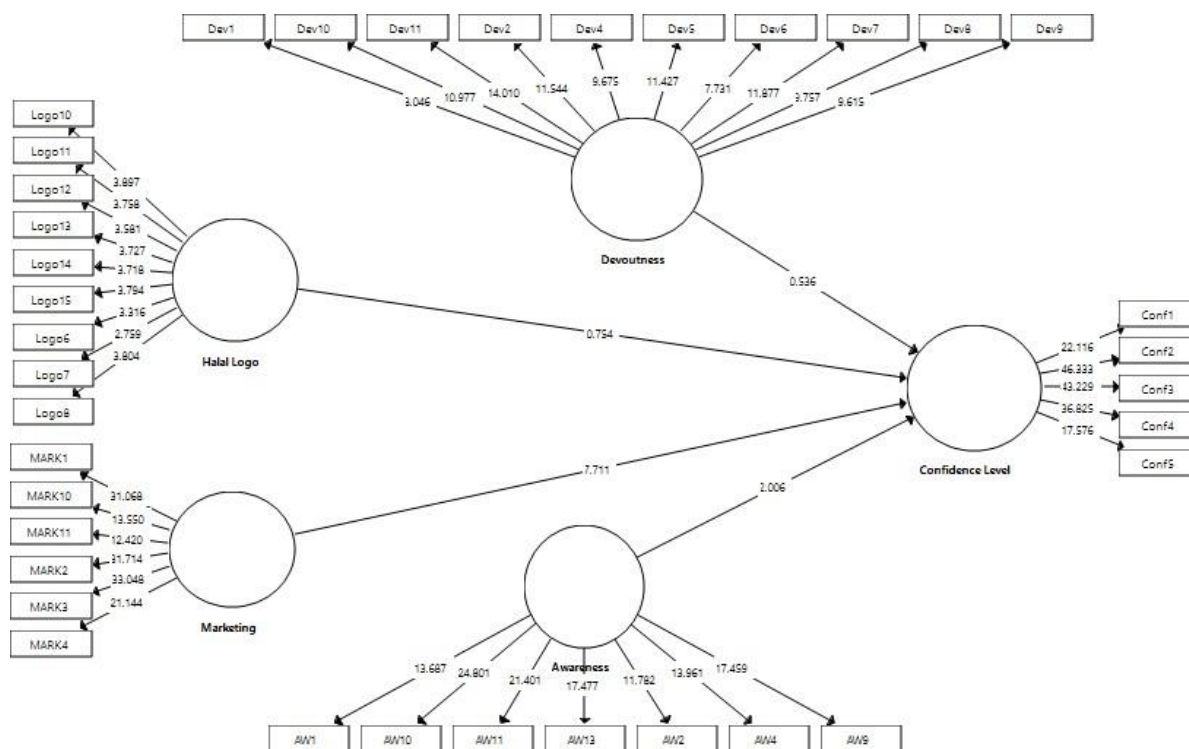 Dev1
Dev10
Dev11
Dev2
Dev4
Dev5
Dev6
Dev7
Dev8
Dev9
10.977
14.010
11.544
9.675
11.427
7.731
11.877
9.615
Devoutness
0.536
Logo10
Logo11
Logo12
Logo13
Logo14
Logo15
Logo6
Logo7
Logo8
3.897
3.758
3.581
3.727
3.718
3.794
3.316
2.759
3.804
Halal Logo
0.754
MARK1
MARK10
MARK11
MARK2
MARK3
MARK4
31.068
13.550
12.420
31.714
33.048
21.144
Marketing
7.711
2.006
Conf1
Conf2
Conf3
Conf4
Conf5
22.116
46.333
43.229
36.825
17.576
Confidence Level
Awareness
13.687
24.801
21.401
17.477
11.782
13.961
17.459
AW1
AW10
AW11
AW13
AW2
AW4
AW9